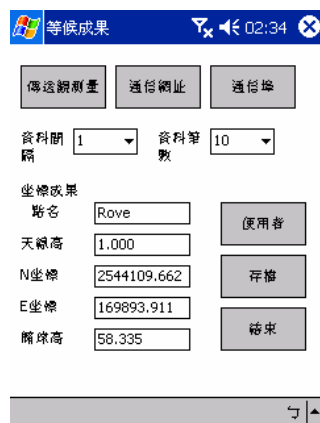 等候成果 02:34
傳送觀測量 通信網址 通信埠
資料間隔 1 資料筆數 10
坐標成果
點名 Rove
使用者
天線高 1.000
N坐標 2544109.662 存檔
E坐標 169893.911
結束
橢球高 58.335